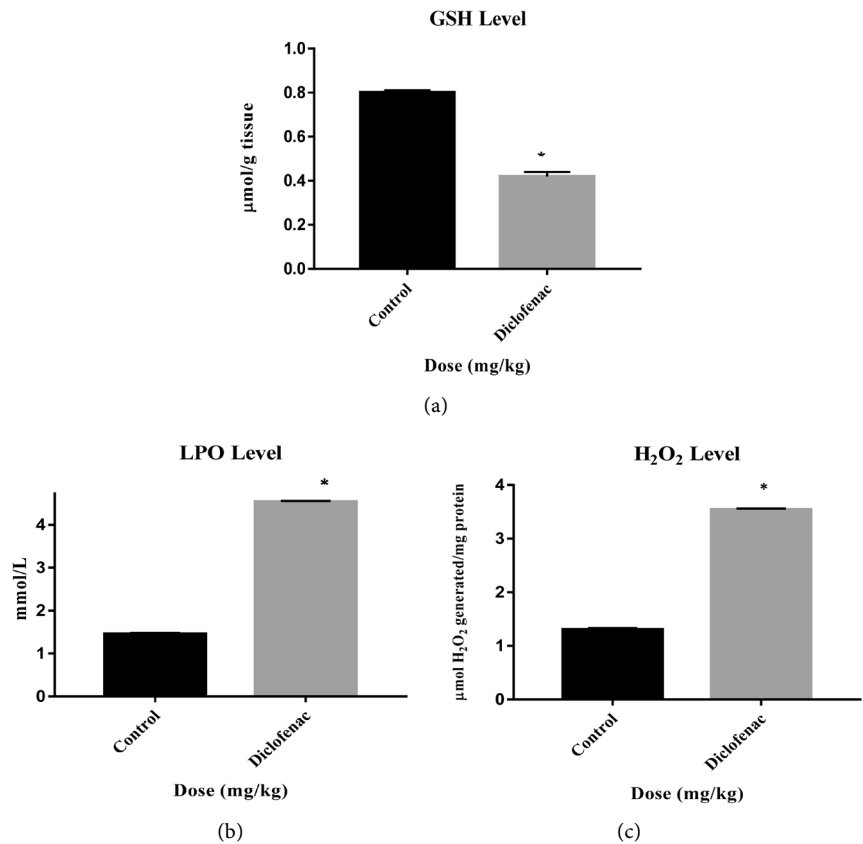 GSH Level
1.0
0.8
0.6
0.4
0.2
0.0
μmol/g tissue
*
Control
Diclofenac
Dose (mg/kg)
(a)
LPO Level
4
3
2
1
0
mmol/L
*
Control
Diclofenac
Dose (mg/kg)
(b)
H₂O₂ Level
4
3
2
1
0
μmol H₂O₂ generated/mg protein
*
Control
Diclofenac
Dose (mg/kg)
(c)